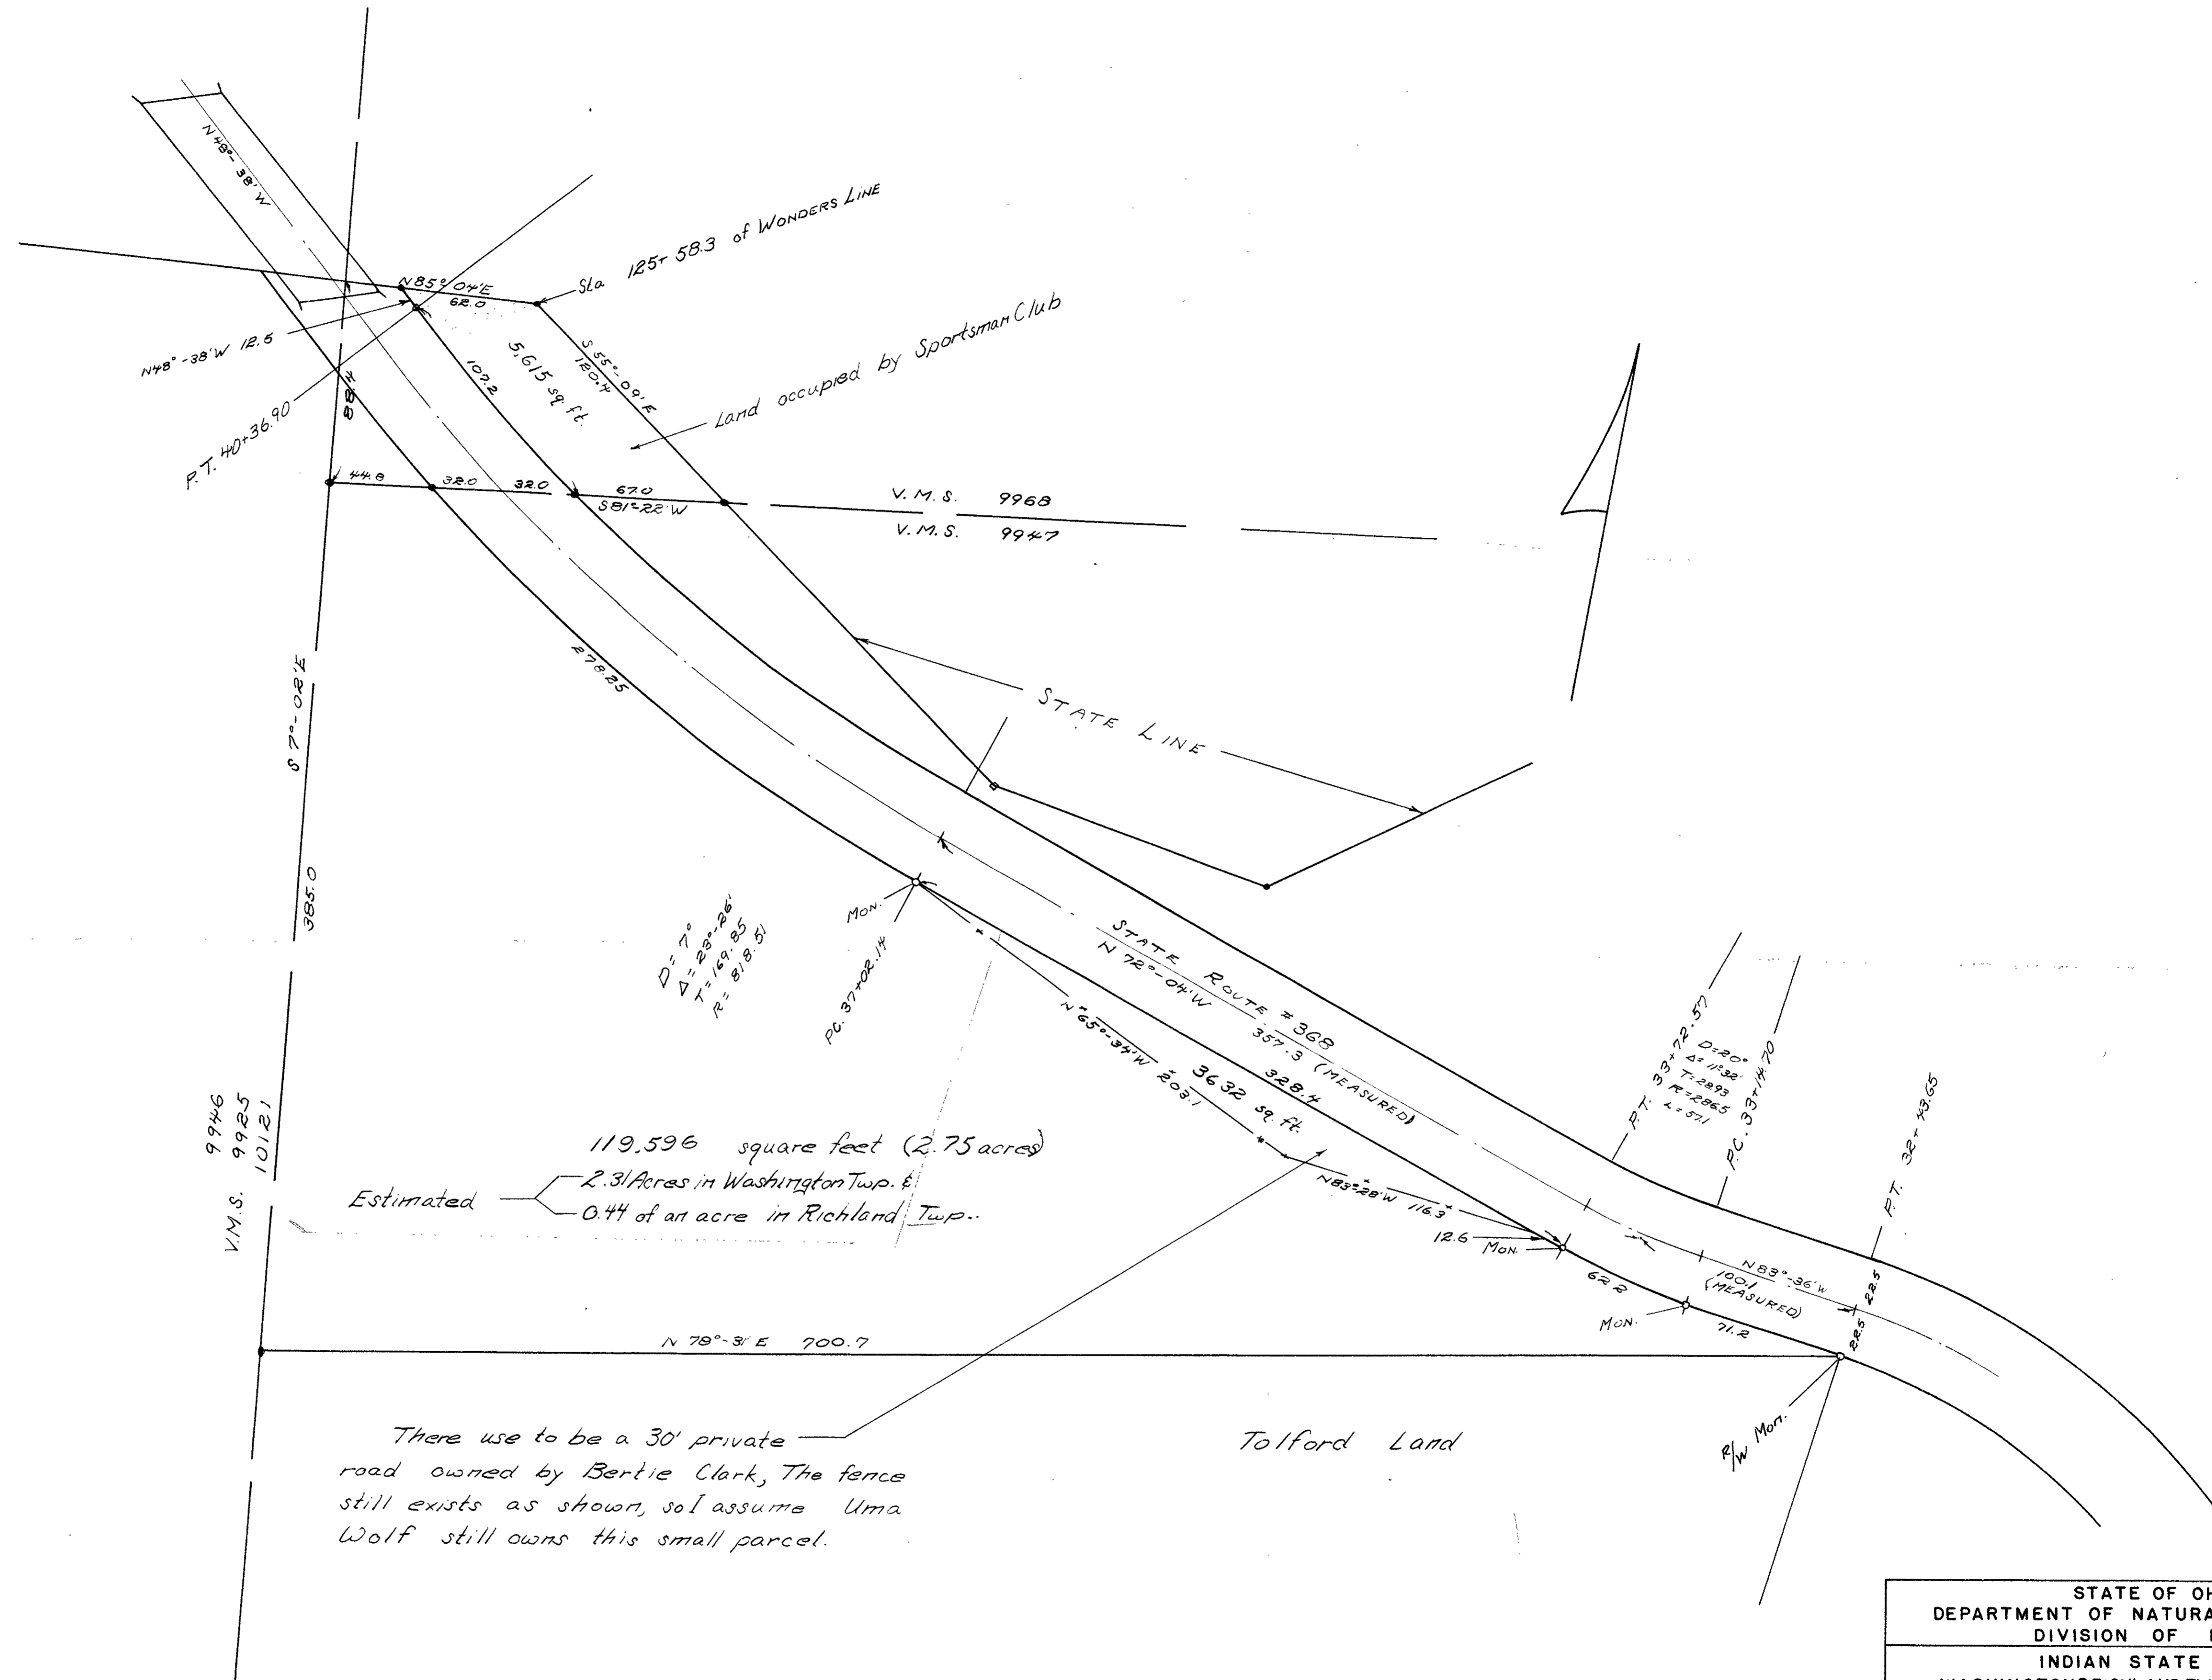 N 48°-38' W
Sta 125+58.3 of WONDERS LINE
N 85° 04' E
62.0
N 48°-38' W 12.5
P.T. 40+36.90
88.4
107.2
5,615 sq. ft.
S 55°-09' E
120.4
Land occupied by Sportsman Club
44.8
32.0
32.0
67.0
S 81°-22' W
V.M.S. 9968
V.M.S. 9947
278.25
S 7°-02' E
385.0
STATE LINE
MON.
P.C. 37+02.14
D= 7°
Δ= 23°-26'
T= 169.85
R= 818.51
STATE ROUTE #368
N 72°-04' W 357.3 (MEASURED)
328.4
3632 sq. ft.
N 65°-34' W 203.1
N 83°-28' W 116.3
12.6
MON.
P.T. 33+72.57
D=20°
Δ= 11°32'
T=28.93
R=286.5
L=57.1
P.C. 33+14.70
P.T. 32+43.65
N 83°-36' W
100.1
(MEASURED)
22.5
22.5
62.2
MON.
71.2
R/W Mon.
V.M.S.
9946
9925
10121
119,596 square feet (2.75 acres)
Estimated
2.31 Acres in Washington Twp. &
0.44 of an acre in Richland Twp..
N 78°-31' E 700.7
There use to be a 30' private
road owned by Bertie Clark, The fence
still exists as shown, so I assume Uma
Wolf still owns this small parcel.
Tolford Land
STATE OF OH
DEPARTMENT OF NATURA
DIVISION OF
INDIAN STATE